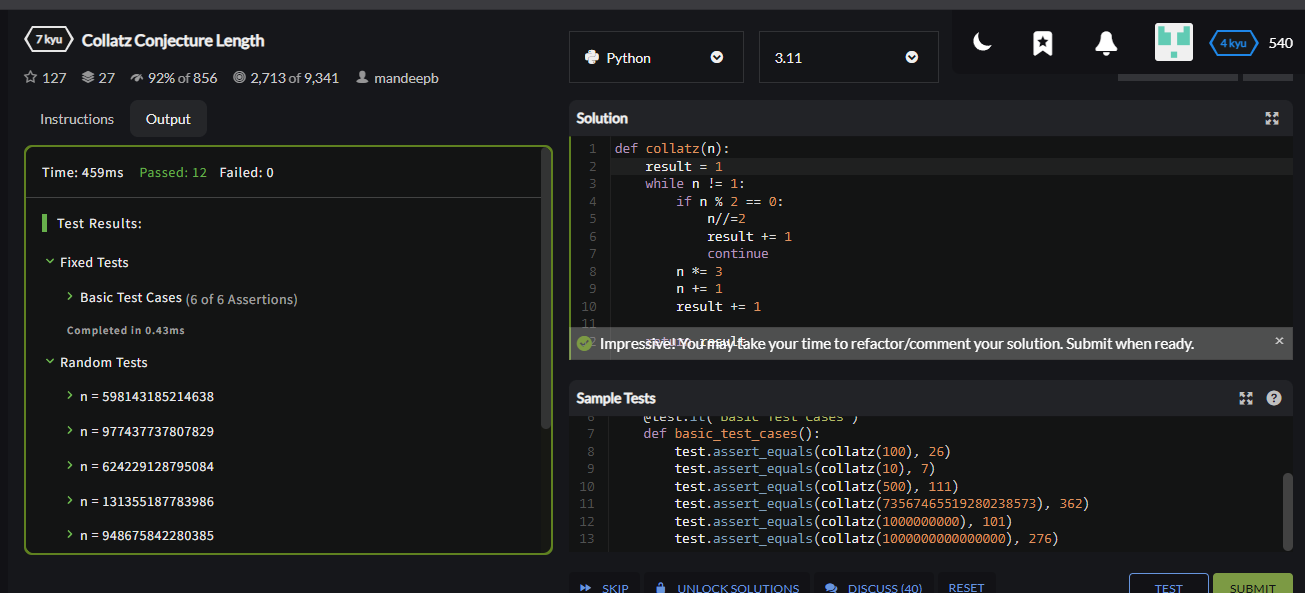 7 kyu Collatz Conjecture Length
127 27 92% of 856 2,713 of 9,341 mandeepb
Python
3.11
4 kyu 540
Instructions Output
Time: 459ms Passed: 12 Failed: 0
Test Results:
Fixed Tests
Basic Test Cases (6 of 6 Assertions)
Completed in 0.43ms
Random Tests
n = 598143185214638
n = 977437737807829
n = 624229128795084
n = 131355187783986
n = 948675842280385
Solution
1 def collatz(n):
2 result = 1
3 while n != 1:
4 if n % 2 == 0:
5 n//=2
6 result += 1
7 continue
8 n *= 3
9 n += 1
10 result += 1
11
return result
Impressive! You may take your time to refactor/comment your solution. Submit when ready.
Sample Tests
6 @test.it("Basic Test Cases")
7 def basic_test_cases():
8 test.assert_equals(collatz(100), 26)
9 test.assert_equals(collatz(10), 7)
10 test.assert_equals(collatz(500), 111)
11 test.assert_equals(collatz(73567465519280238573), 362)
12 test.assert_equals(collatz(1000000000), 101)
13 test.assert_equals(collatz(1000000000000000), 276)
SKIP UNLOCK SOLUTIONS DISCUSS (40) RESET TEST SUBMIT